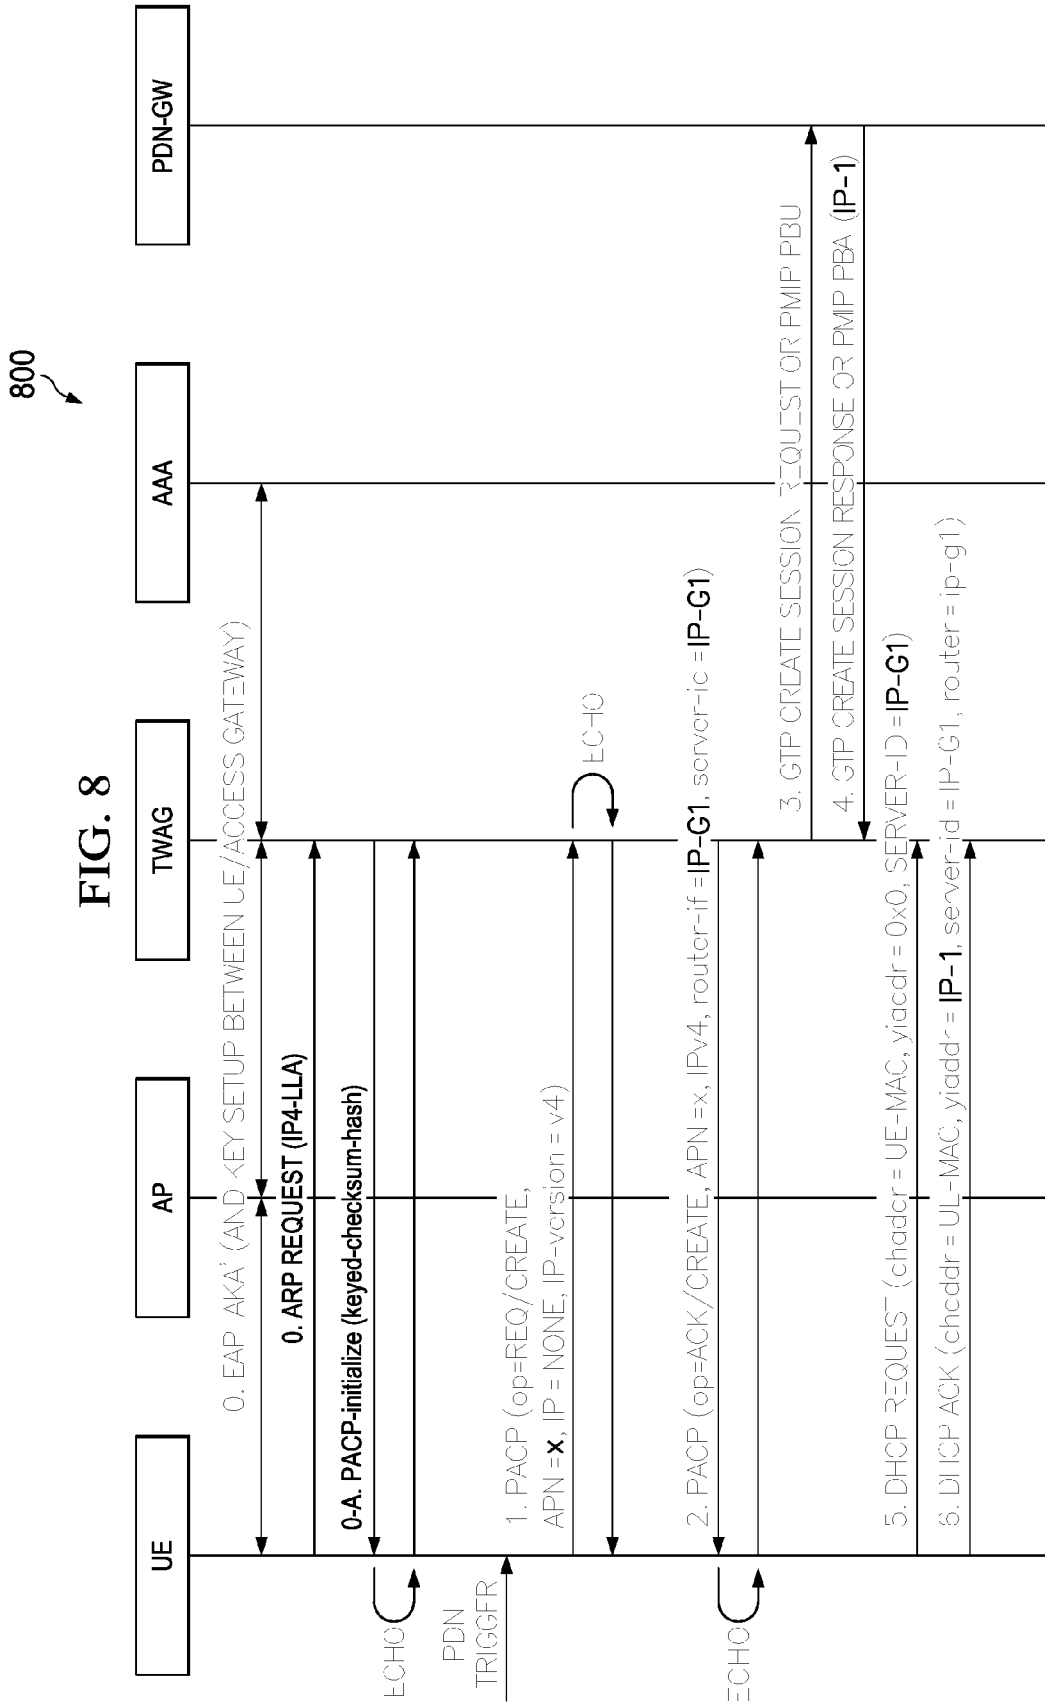 FIG. 8
800
UE
AP
TWAG
AAA
PDN-GW
0. EAP AKA' (AND KEY SETUP BETWEEN UE/ACCESS GATEWAY)
0. ARP REQUEST (IP4-LLA)
0-A. PACP-initialize (keyed-checksum-hash)
ECHO
PDN
TRIGGER
1. PACP (op=REQ/CREATE,
APN =x, IP = NONE, IP-version = v4)
ECHO
2. PACP (op=ACK/CREATE, APN =x, IPv4, router-if =IP-G1, server-ic =IP-G1)
ECHO
3. GTP CREATE SESSION REQUEST OR PMIP PBU
4. GTP CREATE SESSION RESPONSE OR PMIP PBA (IP-1)
5. DHCP REQUEST (chadcr = UE-MAC, yiacdr = 0x0, SERVER-ID =IP-G1)
6. DHCP ACK (chcddr = UL-MAC, yiaddr =IP-1, server-id = IP-G1, router = ip-g1)